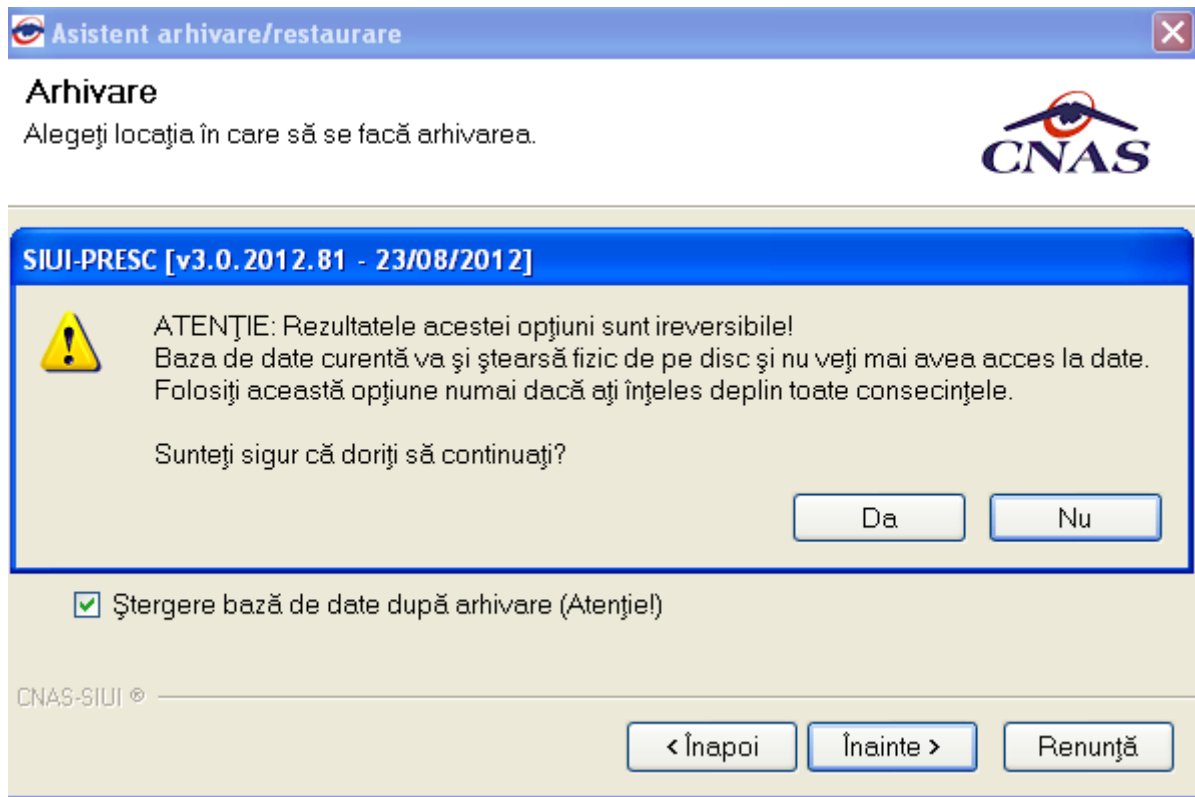 Asistent arhivare/restaurare
Arhivare
Alegeţi locaţia în care să se facă arhivarea.
CNAS
SIUI-PRESC [v3.0.2012.81 - 23/08/2012]
ATENŢIE: Rezultatele acestei opţiuni sunt ireversibile!
Baza de date curentă va şi ştearsă fizic de pe disc şi nu veţi mai avea acces la date.
Folosiţi această opţiune numai dacă aţi înţeles deplin toate consecinţele.
Sunteţi sigur că doriţi să continuaţi?
Da Nu
Ştergere bază de date după arhivare (Atenţie!)
CNAS-SIUI ®
< Înapoi Înainte > Renunţă